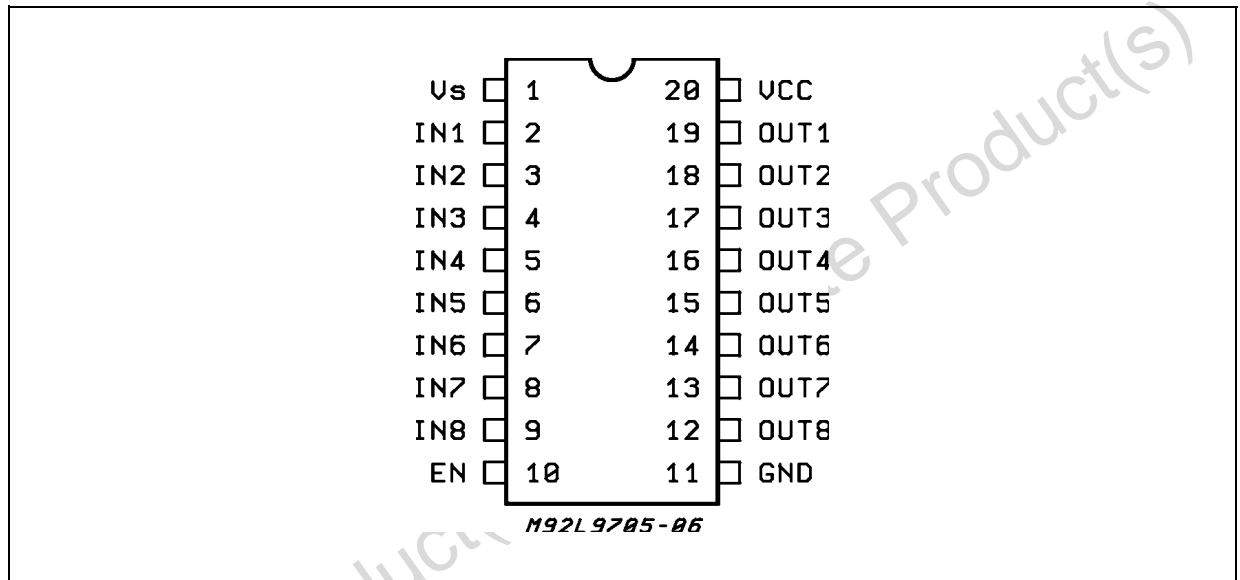 Vs 1 20 VCC
IN1 2 19 OUT1
IN2 3 18 OUT2
IN3 4 17 OUT3
IN4 5 16 OUT4
IN5 6 15 OUT5
IN6 7 14 OUT6
IN7 8 13 OUT7
IN8 9 12 OUT8
EN 10 11 GND
M92L9705-06
Product(s)